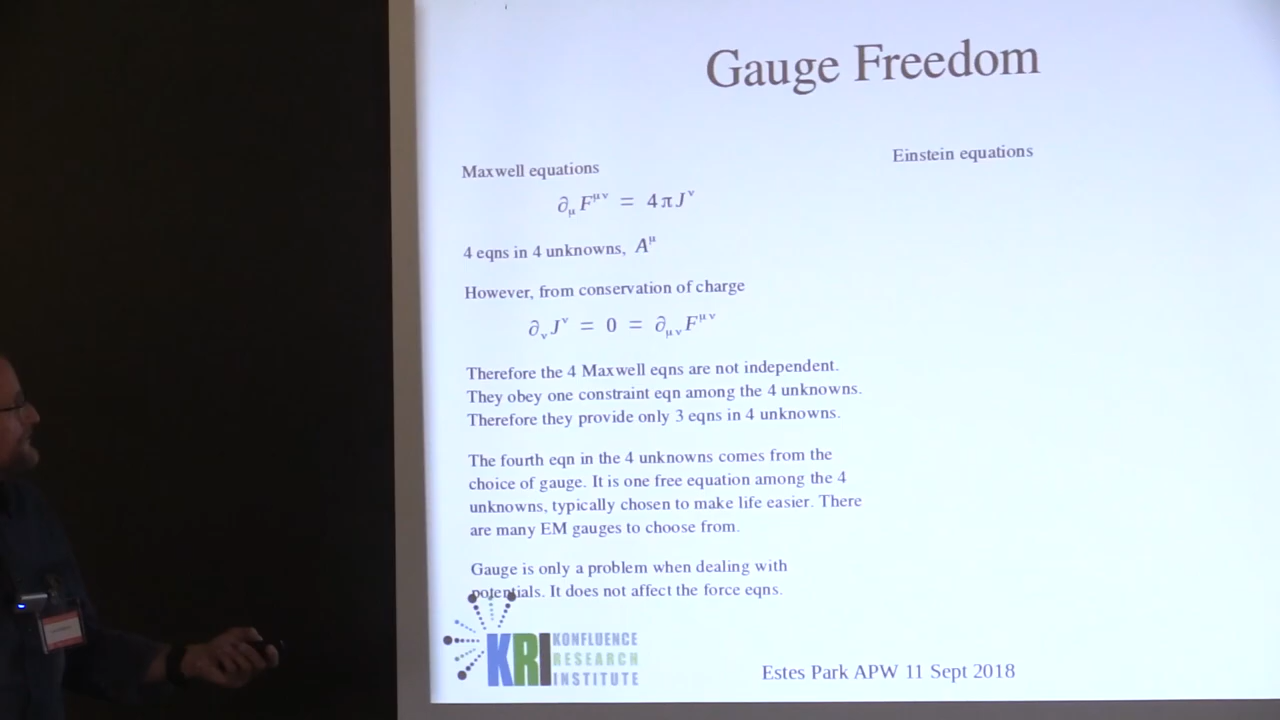 Gauge Freedom
Maxwell equations
∂_μ F^{μν} = 4πJ^ν
4 eqns in 4 unknowns, A^μ
However, from conservation of charge
∂_ν J^ν = 0 = ∂_{μν} F^{μν}
Therefore the 4 Maxwell eqns are not independent.
They obey one constraint eqn among the 4 unknowns.
Therefore they provide only 3 eqns in 4 unknowns.
The fourth eqn in the 4 unknowns comes from the
choice of gauge. It is one free equation among the 4
unknowns, typically chosen to make life easier. There
are many EM gauges to choose from.
Gauge is only a problem when dealing with
potentials. It does not affect the force eqns.
Einstein equations
KRI
KONFLUENCE
RESEARCH
INSTITUTE
Estes Park APW 11 Sept 2018